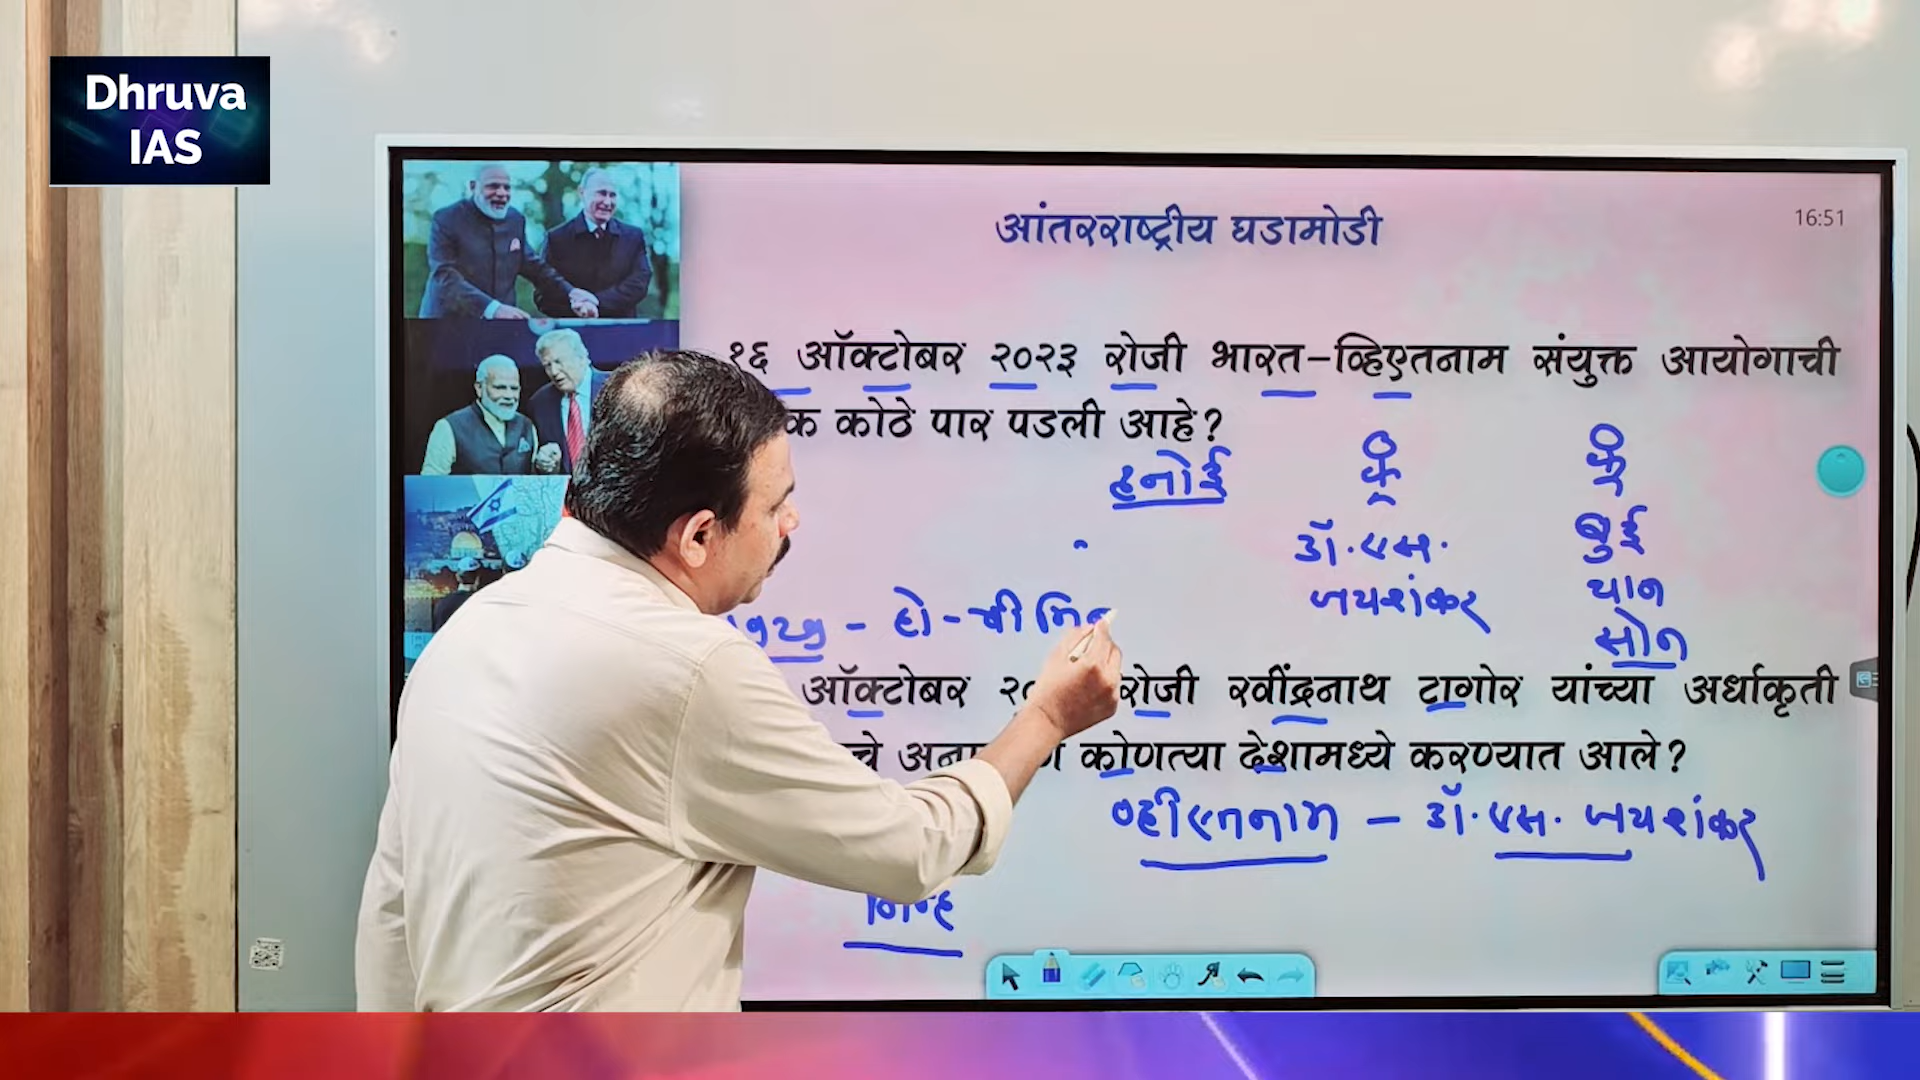 Dhruva
IAS
आंतरराष्ट्रीय घडामोडी
16:51
१६ ऑक्टोबर २०२३ रोजी भारत-व्हिएतनाम संयुक्त आयोगाची
कोठे पार पडली आहे?
हनोई
डॉ. एस.
जयशंकर
बुई
थान
सोन
- हो-ची मिन
ऑक्टोबर रोजी रवींद्रनाथ टागोर यांच्या अर्धाकृती
कोणत्या देशामध्ये करण्यात आले?
व्हीएतनाम - डॉ. एस. जयशंकर